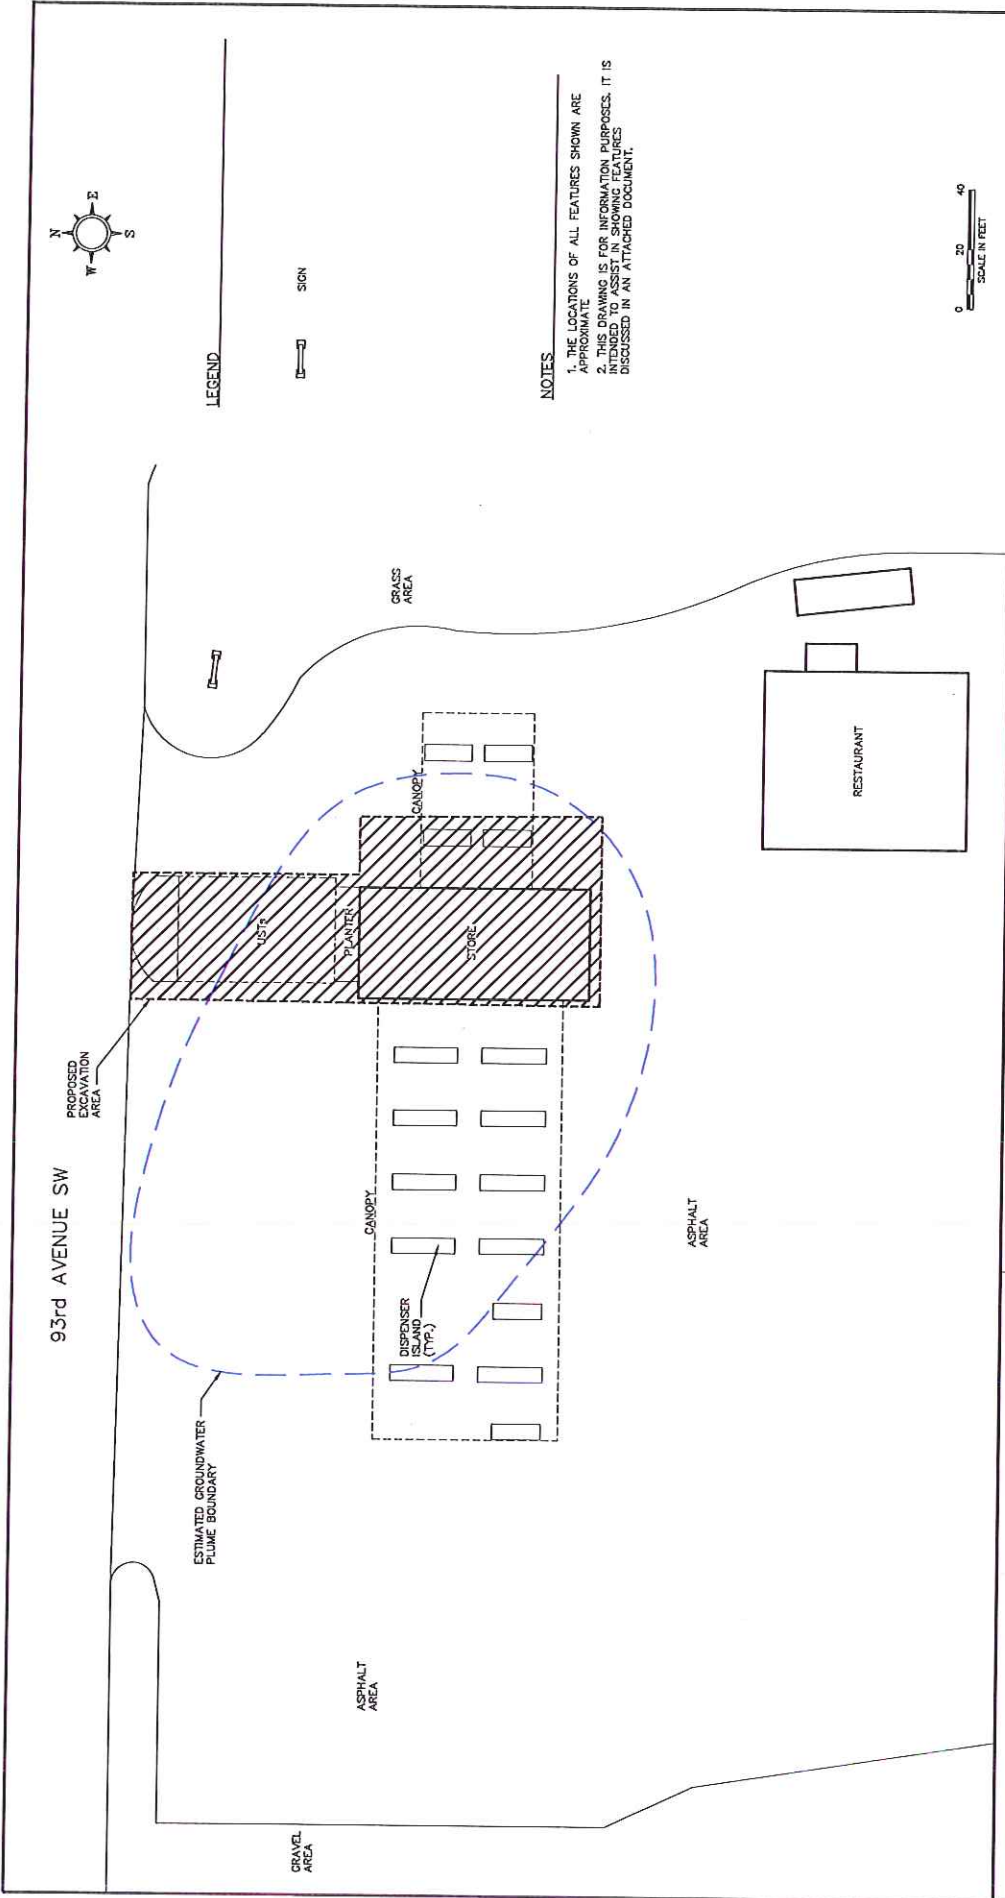 93rd AVENUE SW
PROPOSED
EXCAVATION
AREA
ESTIMATED GROUNDWATER
PLUME BOUNDARY
GRAVEL
AREA
ASPHALT
AREA
CANOPY
DISPENSER
ISLAND
(TYP.)
ASPHALT
AREA
USTs
PLANTER
STORE
CANOPY
GRASS
AREA
RESTAURANT
N
W
E
S
LEGEND
SIGN
NOTES
1. THE LOCATIONS OF ALL FEATURES SHOWN ARE
APPROXIMATE
2. THIS DRAWING IS FOR INFORMATION PURPOSES. IT IS
INTENDED TO ASSIST IN SHOWING FEATURES
DISCUSSED IN AN ATTACHED DOCUMENT.
0 20 40
SCALE IN FEET